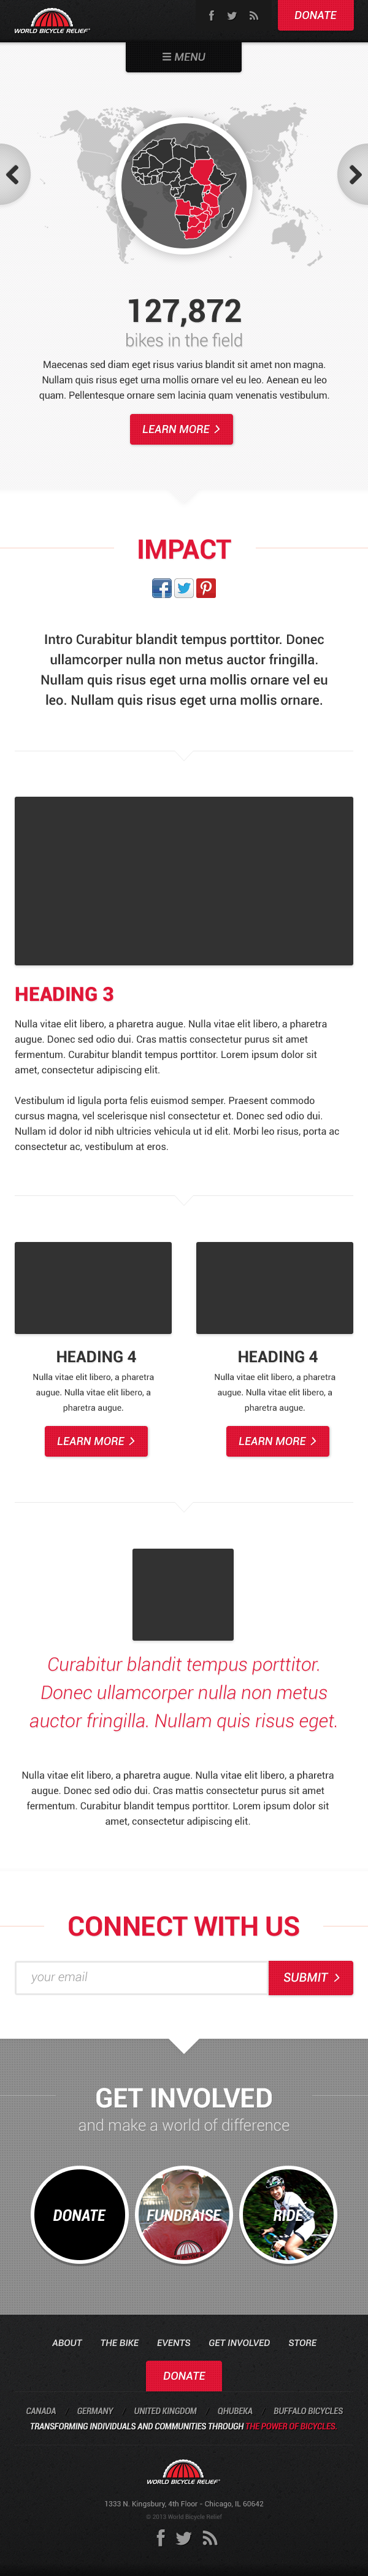 WORLD BICYCLE RELIEF
DONATE
MENU
127,872
bikes in the field
Maecenas sed diam eget risus varius blandit sit amet non magna.
Nullam quis risus eget urna mollis ornare vel eu leo. Aenean eu leo
quam. Pellentesque ornare sem lacinia quam venenatis vestibulum.
LEARN MORE
IMPACT
Intro Curabitur blandit tempus porttitor. Donec
ullamcorper nulla non metus auctor fringilla.
Nullam quis risus eget urna mollis ornare vel eu
leo. Nullam quis risus eget urna mollis ornare.
HEADING 3
Nulla vitae elit libero, a pharetra augue. Nulla vitae elit libero, a pharetra
augue. Donec sed odio dui. Cras mattis consectetur purus sit amet
fermentum. Curabitur blandit tempus porttitor. Lorem ipsum dolor sit
amet, consectetur adipiscing elit.
Vestibulum id ligula porta felis euismod semper. Praesent commodo
cursus magna, vel scelerisque nisl consectetur et. Donec sed odio dui.
Nullam id dolor id nibh ultricies vehicula ut id elit. Morbi leo risus, porta ac
consectetur ac, vestibulum at eros.
HEADING 4
Nulla vitae elit libero, a pharetra
augue. Nulla vitae elit libero, a
pharetra augue.
LEARN MORE
HEADING 4
Nulla vitae elit libero, a pharetra
augue. Nulla vitae elit libero, a
pharetra augue.
LEARN MORE
Curabitur blandit tempus porttitor.
Donec ullamcorper nulla non metus
auctor fringilla. Nullam quis risus eget.
Nulla vitae elit libero, a pharetra augue. Nulla vitae elit libero, a pharetra
augue. Donec sed odio dui. Cras mattis consectetur purus sit amet
fermentum. Curabitur blandit tempus porttitor. Lorem ipsum dolor sit
amet, consectetur adipiscing elit.
CONNECT WITH US
your email
SUBMIT
GET INVOLVED
and make a world of difference
DONATE
FUNDRAISE
RIDE
ABOUT THE BIKE EVENTS GET INVOLVED STORE
DONATE
CANADA GERMANY UNITED KINGDOM QHUBEKA BUFFALO BICYCLES
TRANSFORMING INDIVIDUALS AND COMMUNITIES THROUGH THE POWER OF BICYCLES.
WORLD BICYCLE RELIEF
1333 N. Kingsbury, 4th Floor - Chicago, IL 60642
© 2013 World Bicycle Relief